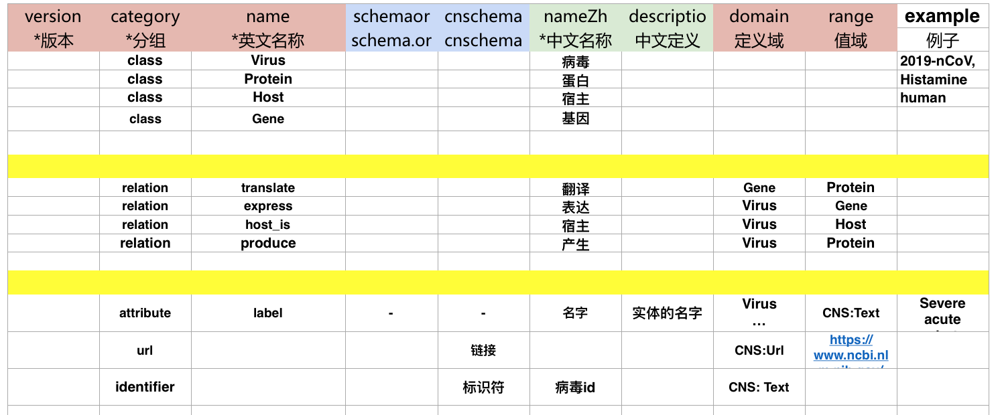 version category name schemaor cnschema nameZh descriptio domain range example
*版本 *分组 *英文名称 schema.or cnschema *中文名称 中文定义 定义域 值域 例子
class Virus 病毒 2019-nCoV,
class Protein 蛋白 Histamine
class Host 宿主 human
class Gene 基因
relation translate 翻译 Gene Protein
relation express 表达 Virus Gene
relation host_is 宿主 Virus Host
relation produce 产生 Virus Protein
attribute label - - 名字 实体的名字 Virus ... CNS:Text Severe acute
url 链接 CNS:Url https://www.ncbi.nl
identifier 标识符 病毒id CNS: Text